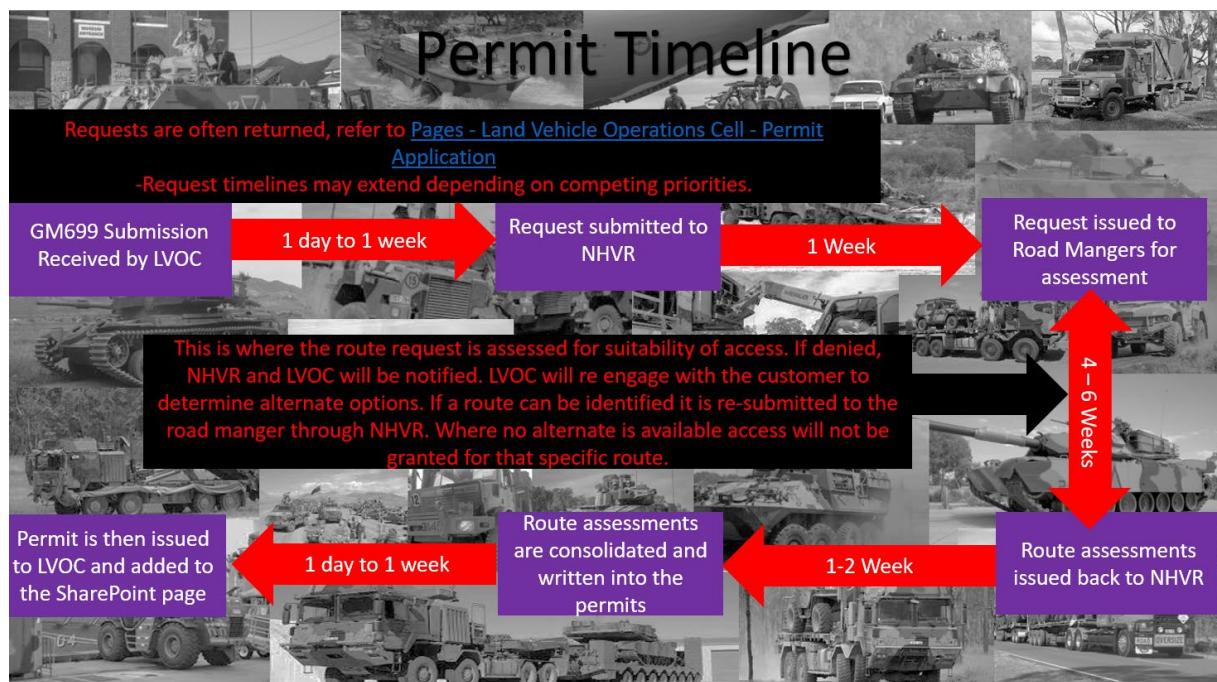 Permit Timeline
Requests are often returned, refer to Pages - Land Vehicle Operations Cell - Permit
Application
-Request timelines may extend depending on competing priorities.
GM699 Submission
Received by LVOC
1 day to 1 week
Request submitted to
NHVR
1 Week
Request issued to
Road Mangers for
assessment
This is where the route request is assessed for suitability of access. If denied,
NHVR and LVOC will be notified. LVOC will re engage with the customer to
determine alternate options. If a route can be identified it is re-submitted to the
road manger through NHVR. Where no alternate is available access will not be
granted for that specific route.
4 – 6 Weeks
Route assessments
issued back to NHVR
1-2 Week
Route assessments
are consolidated and
written into the
permits
1 day to 1 week
Permit is then issued
to LVOC and added to
the SharePoint page
OVERSIZE